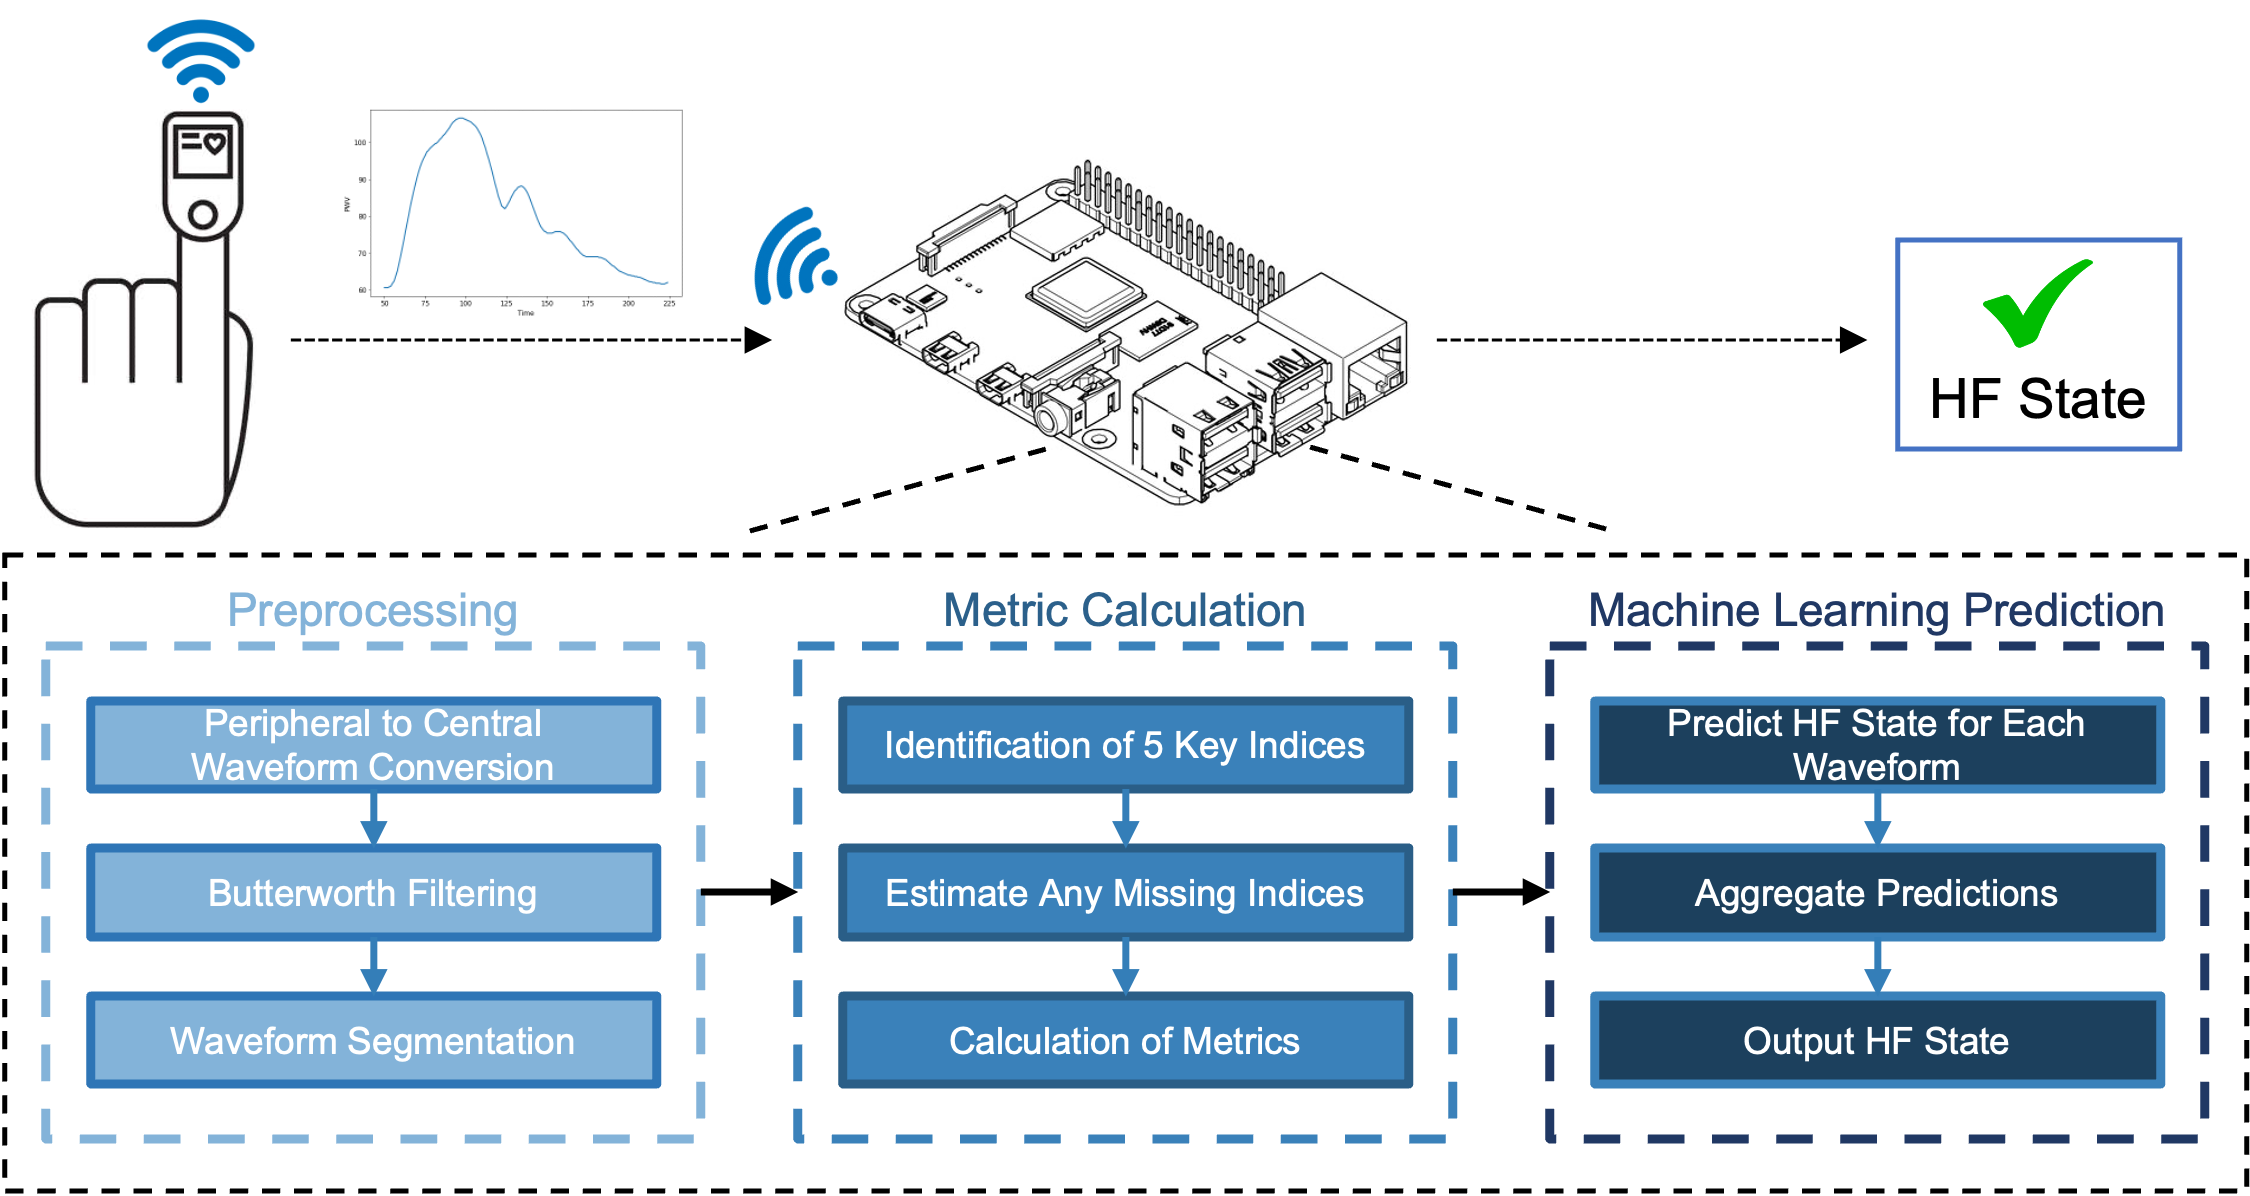 100
90
80
70
60
PWV
50
75
100
125
150
175
200
225
Time
HF State
Preprocessing
Metric Calculation
Machine Learning Prediction
Peripheral to Central
Waveform Conversion
Butterworth Filtering
Waveform Segmentation
Identification of 5 Key Indices
Estimate Any Missing Indices
Calculation of Metrics
Predict HF State for Each
Waveform
Aggregate Predictions
Output HF State